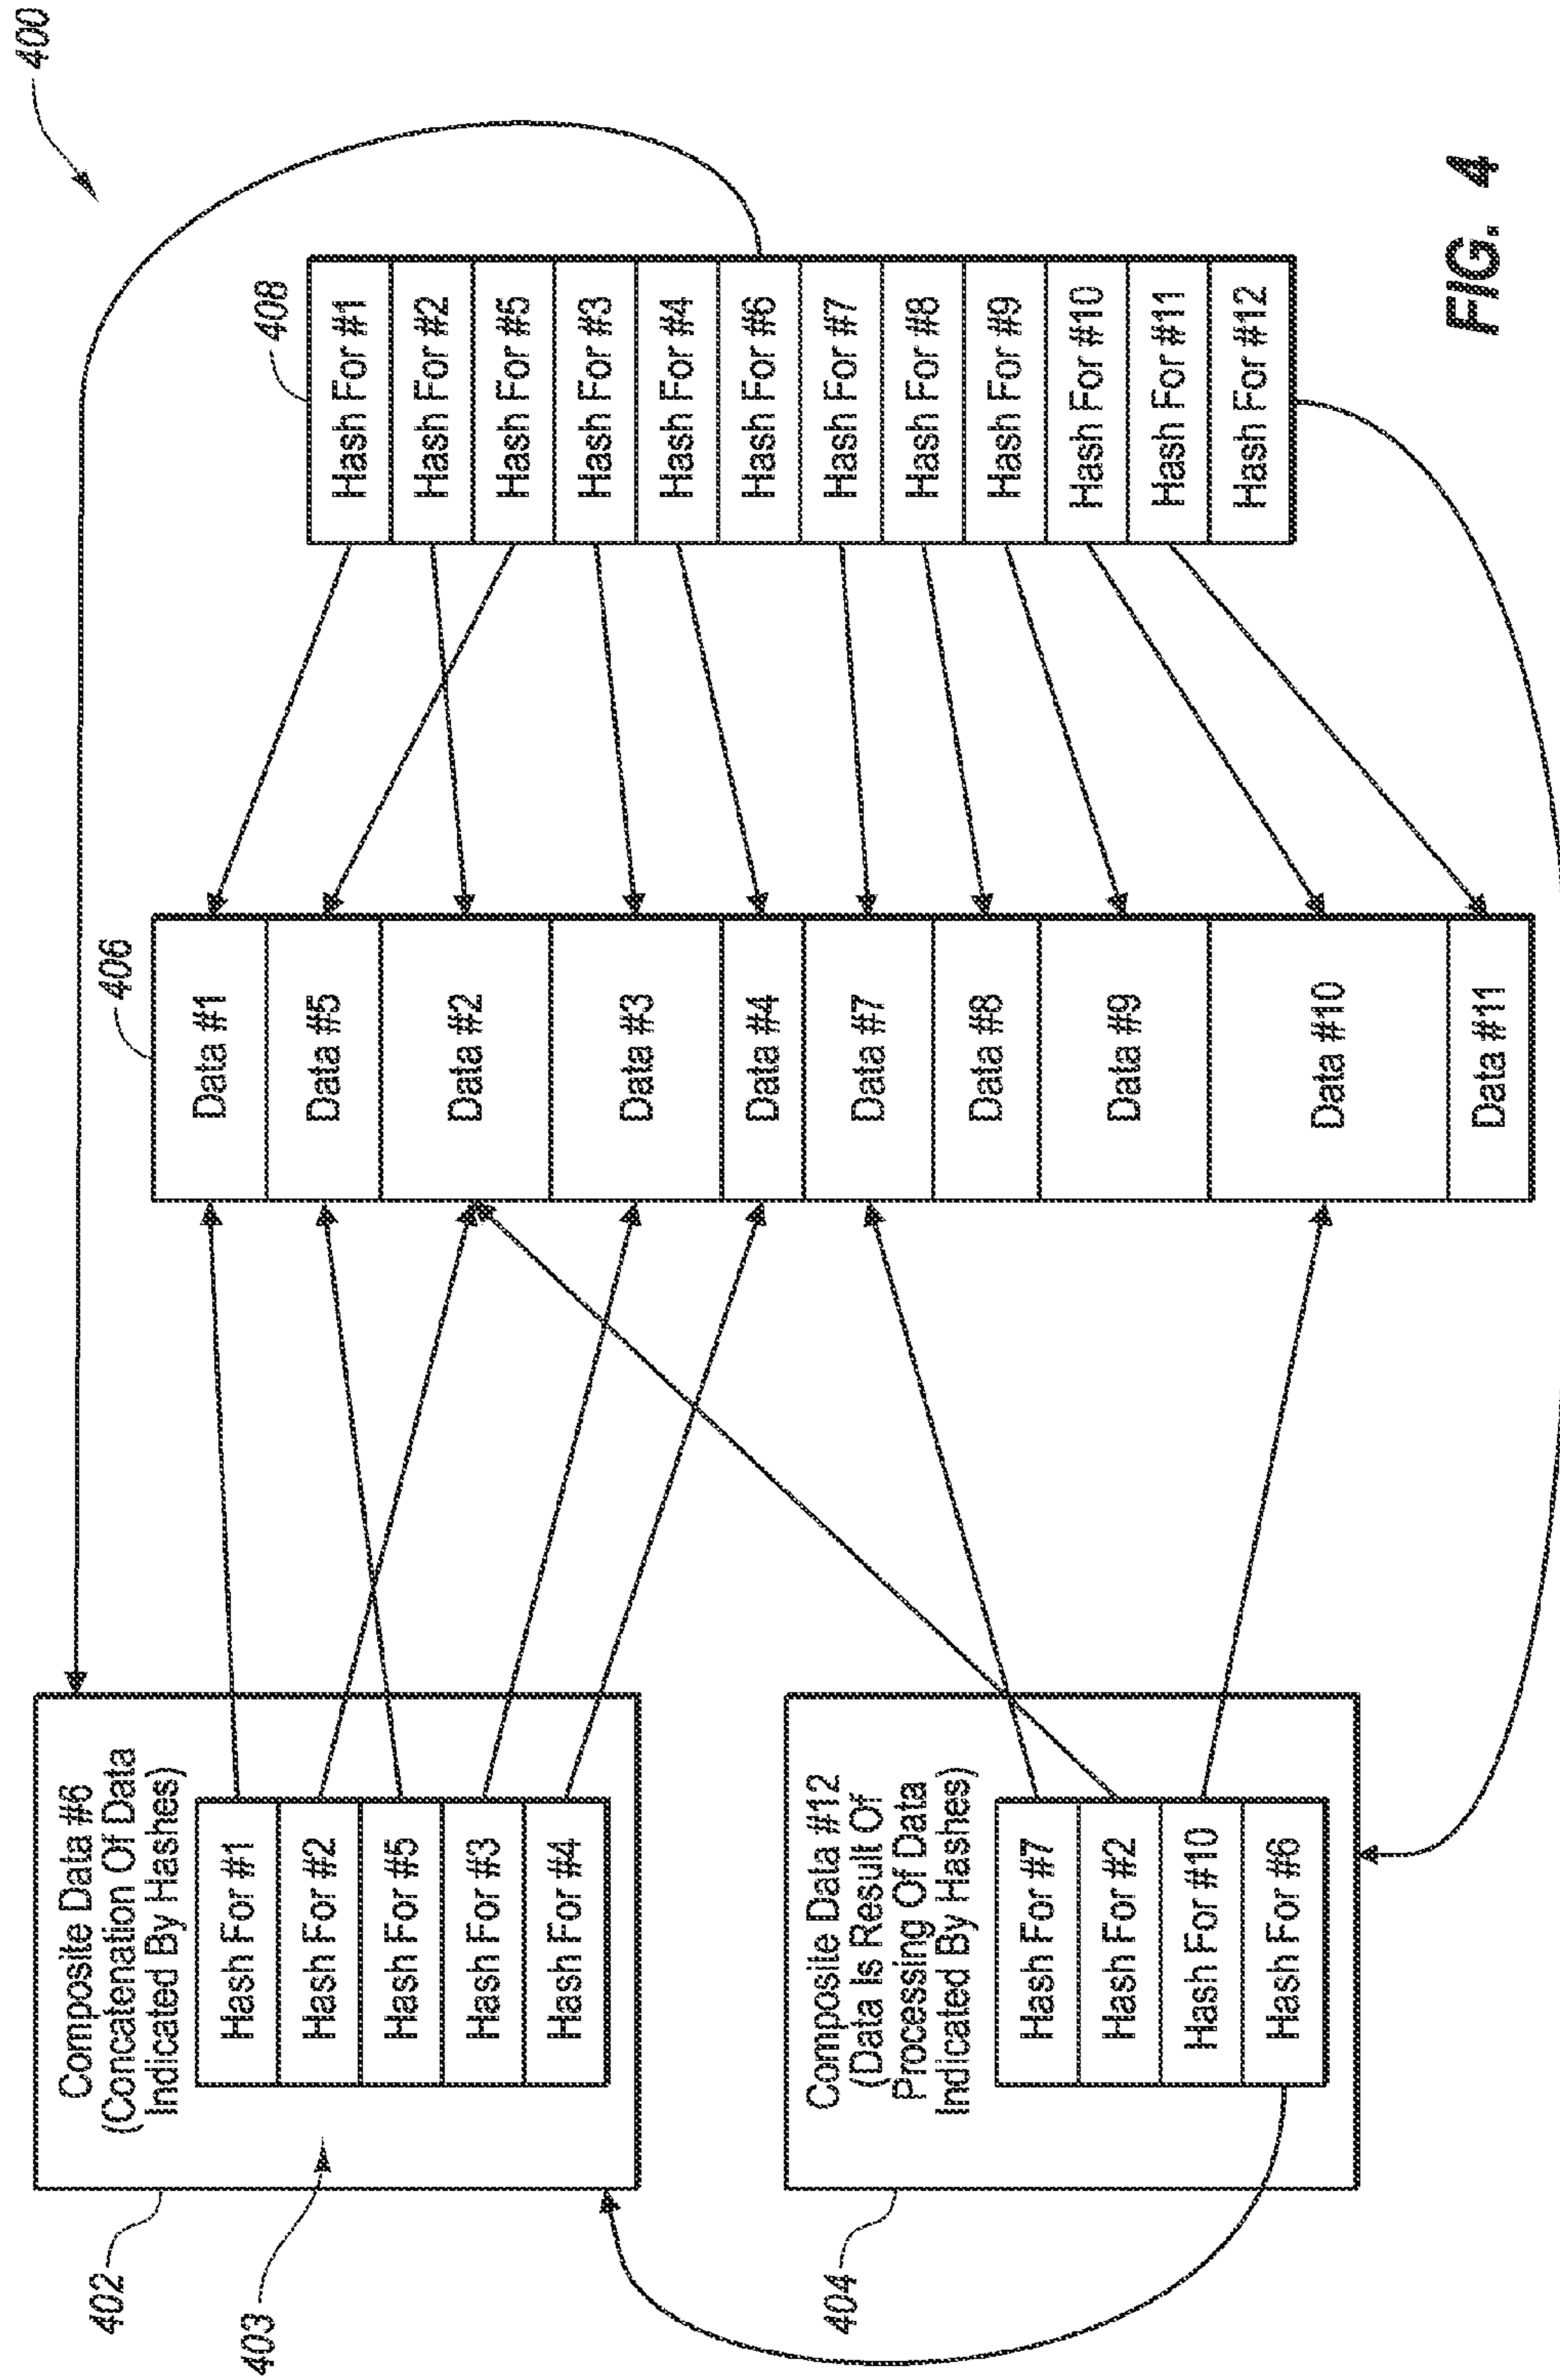 400
402
Composite Data #6
(Concatenation Of Data
Indicated By Hashes)
403
Hash For #1
Hash For #2
Hash For #5
Hash For #3
Hash For #4
404
Composite Data #12
(Data Is Result Of
Processing Of Data
Indicated By Hashes)
Hash For #7
Hash For #2
Hash For #10
Hash For #6
406
Data #1
Data #5
Data #2
Data #3
Data #4
Data #7
Data #8
Data #9
Data #10
Data #11
408
Hash For #1
Hash For #2
Hash For #5
Hash For #3
Hash For #4
Hash For #6
Hash For #7
Hash For #8
Hash For #9
Hash For #10
Hash For #11
Hash For #12
FIG. 4